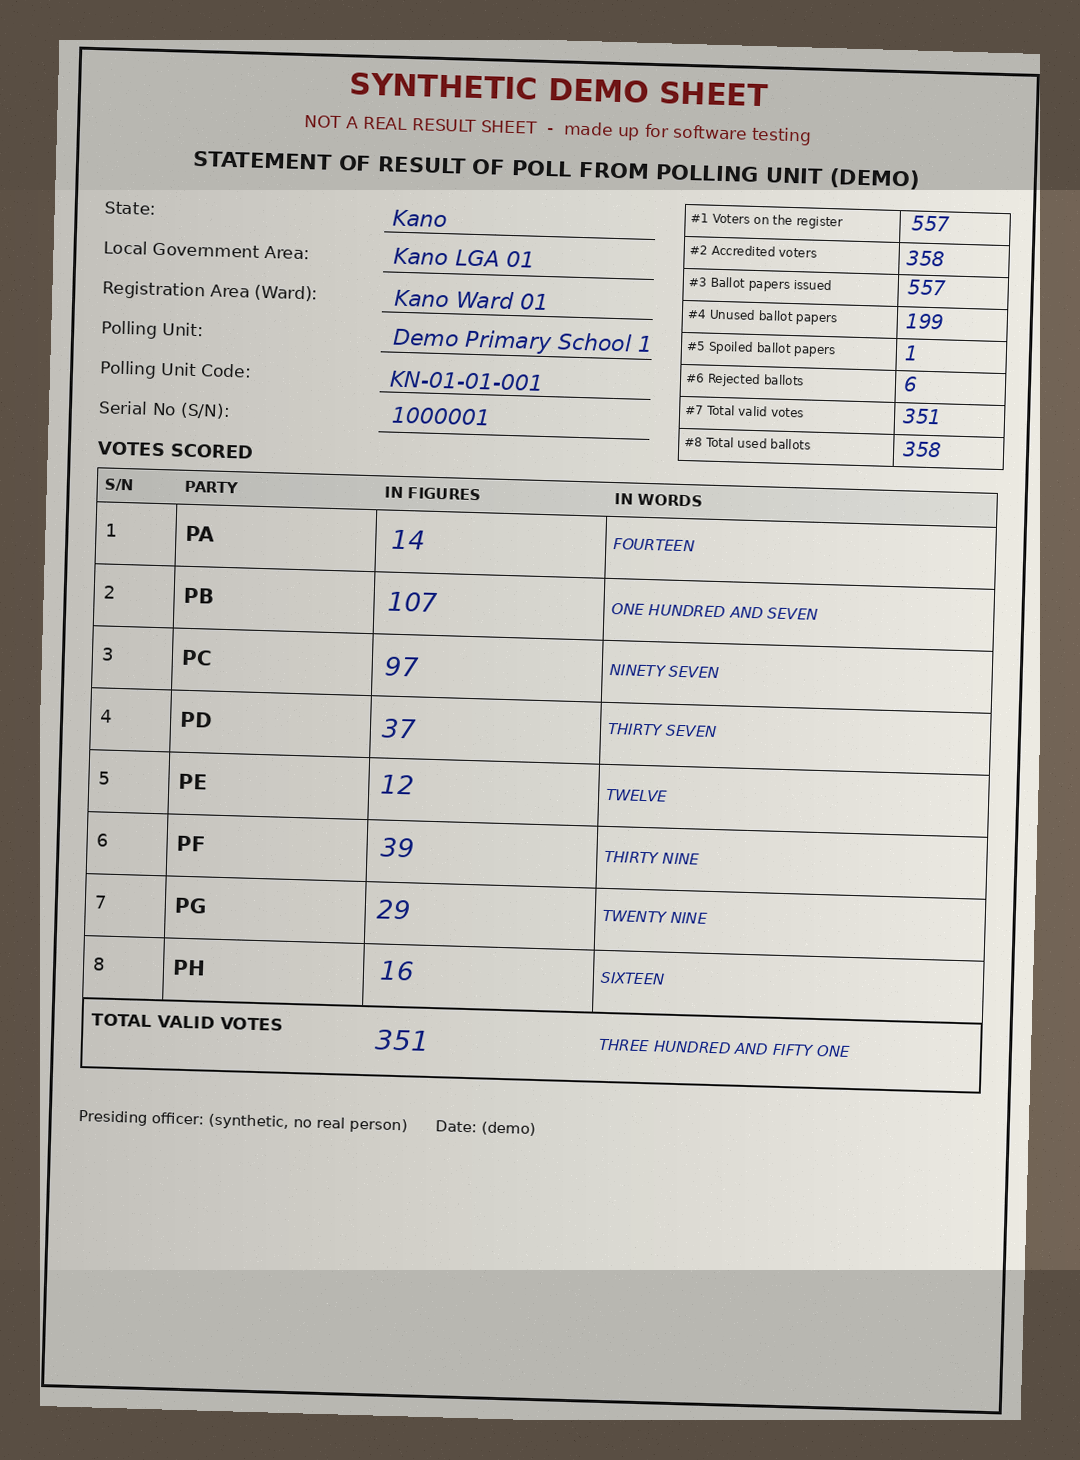 SYNTHETIC DEMO SHEET
NOT A REAL RESULT SHEET - made up for software testing
STATEMENT OF RESULT OF POLL FROM POLLING UNIT (DEMO)
State: Kano
Local Government Area: Kano LGA 01
Registration Area (Ward): Kano Ward 01
Polling Unit: Demo Primary School 1
Polling Unit Code: KN-01-01-001
Serial No (S/N): 1000001
#1 Voters on the register 557
#2 Accredited voters 358
#3 Ballot papers issued 557
#4 Unused ballot papers 199
#5 Spoiled ballot papers 1
#6 Rejected ballots 6
#7 Total valid votes 351
#8 Total used ballots 358
VOTES SCORED
S/N PARTY IN FIGURES IN WORDS
1 PA 14 FOURTEEN
2 PB 107 ONE HUNDRED AND SEVEN
3 PC 97 NINETY SEVEN
4 PD 37 THIRTY SEVEN
5 PE 12 TWELVE
6 PF 39 THIRTY NINE
7 PG 29 TWENTY NINE
8 PH 16 SIXTEEN
TOTAL VALID VOTES 351 THREE HUNDRED AND FIFTY ONE
Presiding officer: (synthetic, no real person) Date: (demo)